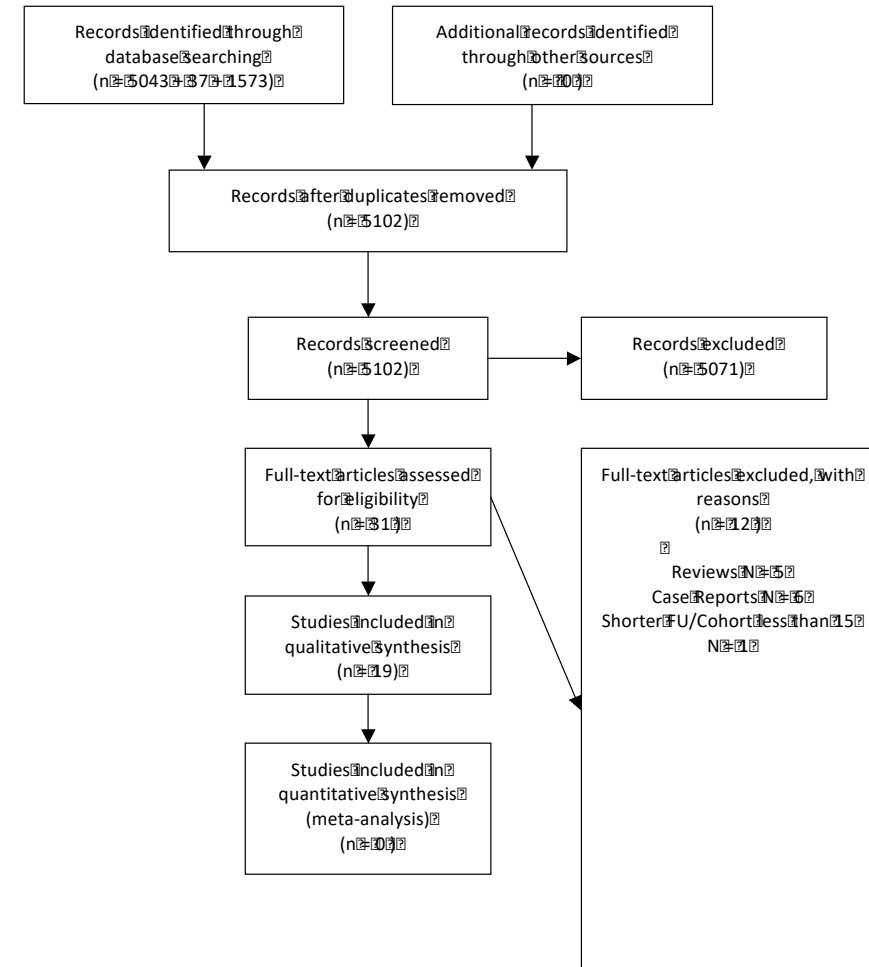 Records identified through
database searching
(n = 5043 + 37 + 1573)
Additional records identified
through other sources
(n = 0)
Records after duplicates removed
(n = 5102)
Records screened
(n = 5102)
Records excluded
(n = 5071)
Full-text articles assessed
for eligibility
(n = 31)
Full-text articles excluded, with
reasons
(n = 12)
Reviews N = 5
Case Reports N = 6
Shorter FU/Cohort less than 15
N = 1
Studies included in
qualitative synthesis
(n = 19)
Studies included in
quantitative synthesis
(meta-analysis)
(n = 0)